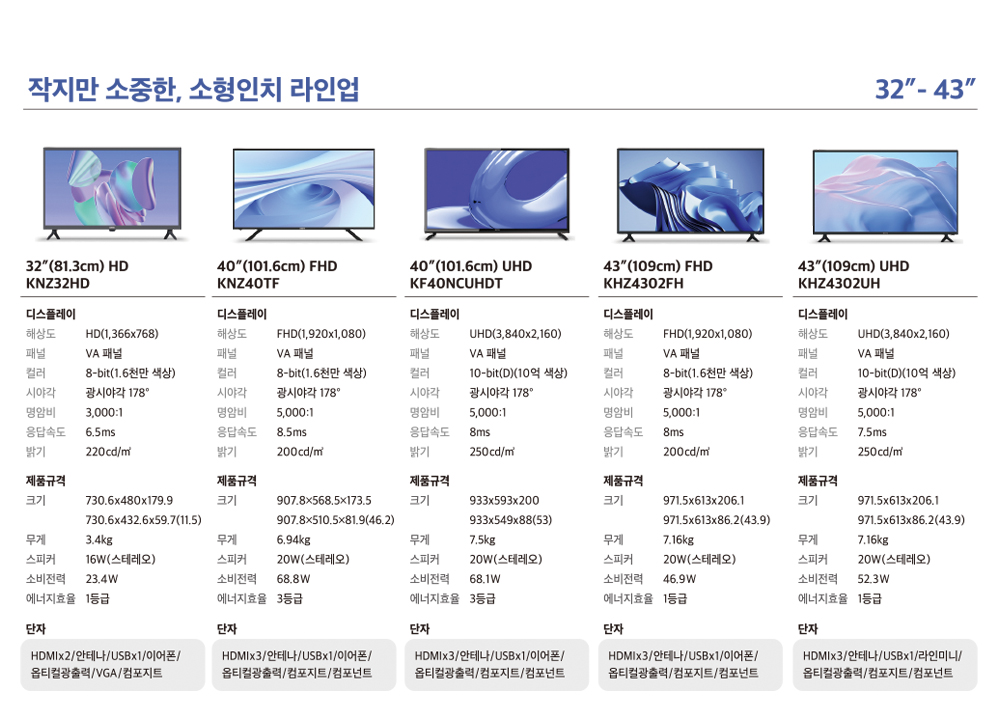 작지만 소중한, 소형인치 라인업
32”- 43”
32”(81.3cm) HD
KNZ32HD
디스플레이
해상도 HD(1,366x768)
패널 VA 패널
컬러 8-bit(1.6천만 색상)
시야각 광시야각 178°
명암비 3,000:1
응답속도 6.5ms
밝기 220cd/㎡
제품규격
크기 730.6x480x179.9
730.6x432.6x59.7(11.5)
무게 3.4kg
스피커 16W(스테레오)
소비전력 23.4W
에너지효율 1등급
단자
HDMIx2/안테나/USBx1/이어폰/
옵티컬광출력/VGA/컴포지트
40”(101.6cm) FHD
KNZ40TF
디스플레이
해상도 FHD(1,920x1,080)
패널 VA 패널
컬러 8-bit(1.6천만 색상)
시야각 광시야각 178°
명암비 5,000:1
응답속도 8.5ms
밝기 200cd/㎡
제품규격
크기 907.8×568.5×173.5
907.8×510.5×81.9(46.2)
무게 6.94kg
스피커 20W(스테레오)
소비전력 68.8W
에너지효율 3등급
단자
HDMIx3/안테나/USBx1/이어폰/
옵티컬광출력/컴포지트/컴포넌트
40”(101.6cm) UHD
KF40NCUHDT
디스플레이
해상도 UHD(3,840x2,160)
패널 VA 패널
컬러 10-bit(D)(10억 색상)
시야각 광시야각 178°
명암비 5,000:1
응답속도 8ms
밝기 250cd/㎡
제품규격
크기 933x593x200
933x549x88(53)
무게 7.5kg
스피커 20W(스테레오)
소비전력 68.1W
에너지효율 3등급
단자
HDMIx3/안테나/USBx1/이어폰/
옵티컬광출력/컴포지트/컴포넌트
43”(109cm) FHD
KHZ4302FH
디스플레이
해상도 FHD(1,920x1,080)
패널 VA 패널
컬러 8-bit(1.6천만 색상)
시야각 광시야각 178°
명암비 5,000:1
응답속도 8ms
밝기 200cd/㎡
제품규격
크기 971.5x613x206.1
971.5x613x86.2(43.9)
무게 7.16kg
스피커 20W(스테레오)
소비전력 46.9W
에너지효율 1등급
단자
HDMIx3/안테나/USBx1/이어폰/
옵티컬광출력/컴포지트/컴포넌트
43”(109cm) UHD
KHZ4302UH
디스플레이
해상도 UHD(3,840x2,160)
패널 VA 패널
컬러 10-bit(D)(10억 색상)
시야각 광시야각 178°
명암비 5,000:1
응답속도 7.5ms
밝기 250cd/㎡
제품규격
크기 971.5x613x206.1
971.5x613x86.2(43.9)
무게 7.16kg
스피커 20W(스테레오)
소비전력 52.3W
에너지효율 1등급
단자
HDMIx3/안테나/USBx1/라인미니/
옵티컬광출력/컴포지트/컴포넌트